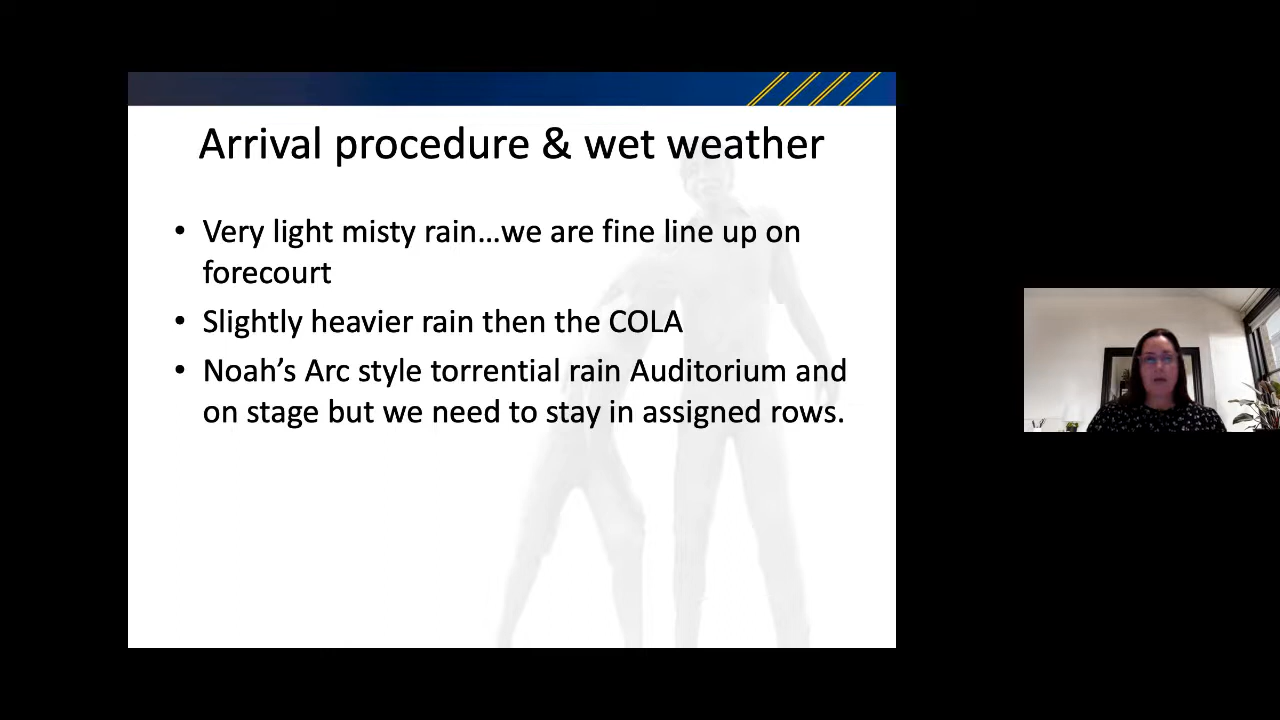 Arrival procedure & wet weather
• Very light misty rain…we are fine line up on
forecourt
• Slightly heavier rain then the COLA
• Noah’s Arc style torrential rain Auditorium and
on stage but we need to stay in assigned rows.